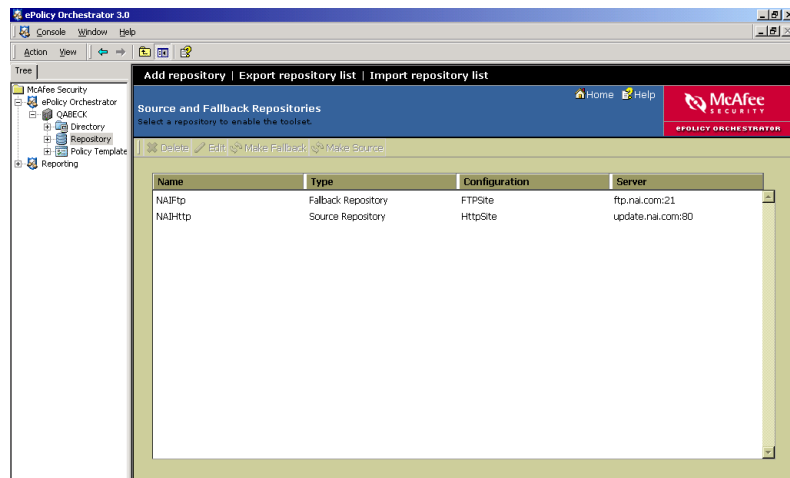 ePolicy Orchestrator 3.0
Console Window Help
Action View
Tree
McAfee Security
ePolicy Orchestrator
QABECK
Directory
Repository
Policy Template
Reporting
Add repository | Export repository list | Import repository list
Home Help
McAfee
SECURITY
EPOLICY ORCHESTRATOR
Source and Fallback Repositories
Select a repository to enable the toolset.
Delete Edit Make Fallback Make Source
Name Type Configuration Server
NAIFtp Fallback Repository FTPSite ftp.nai.com:21
NAIHttp Source Repository HttpSite update.nai.com:80